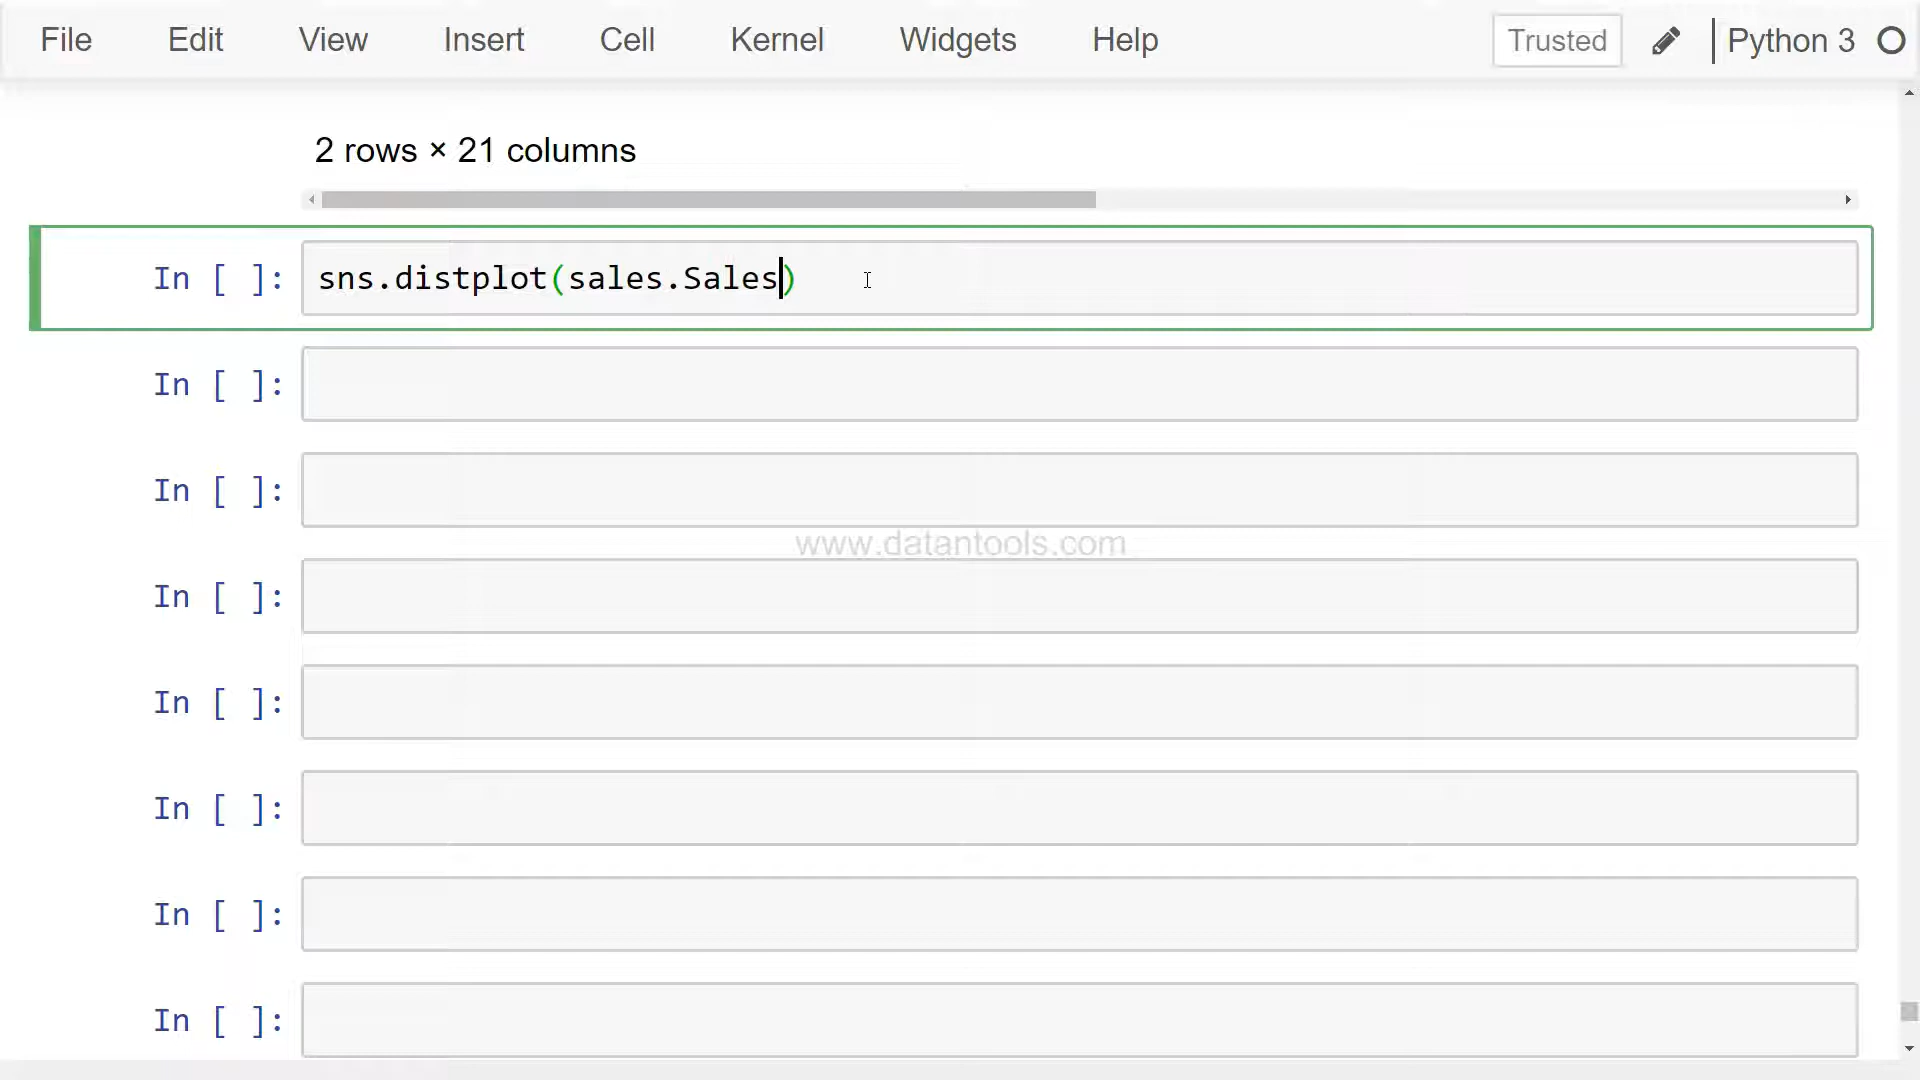 File Edit View Insert Cell Kernel Widgets Help Trusted Python 3
2 rows × 21 columns
In [ ]: sns.distplot(sales.Sales)
In [ ]:
In [ ]:
www.datantools.com
In [ ]:
In [ ]:
In [ ]:
In [ ]:
In [ ]: